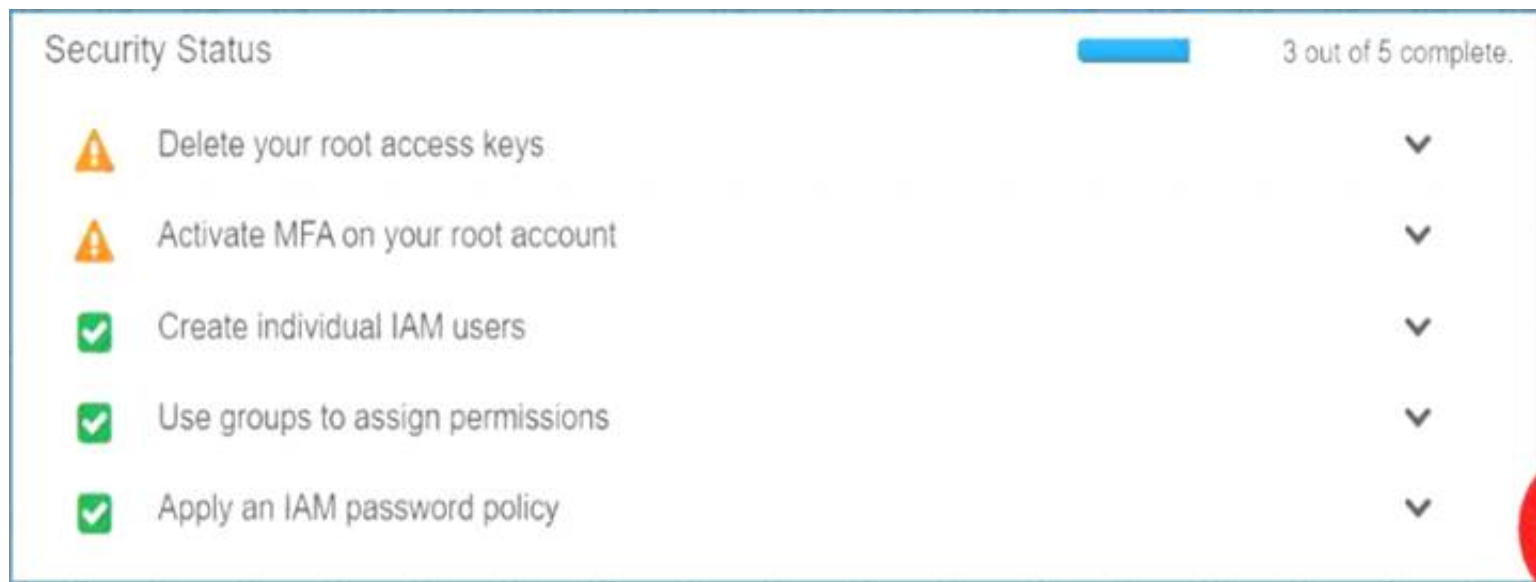 Security Status
3 out of 5 complete.
Delete your root access keys
Activate MFA on your root account
Create individual IAM users
Use groups to assign permissions
Apply an IAM password policy